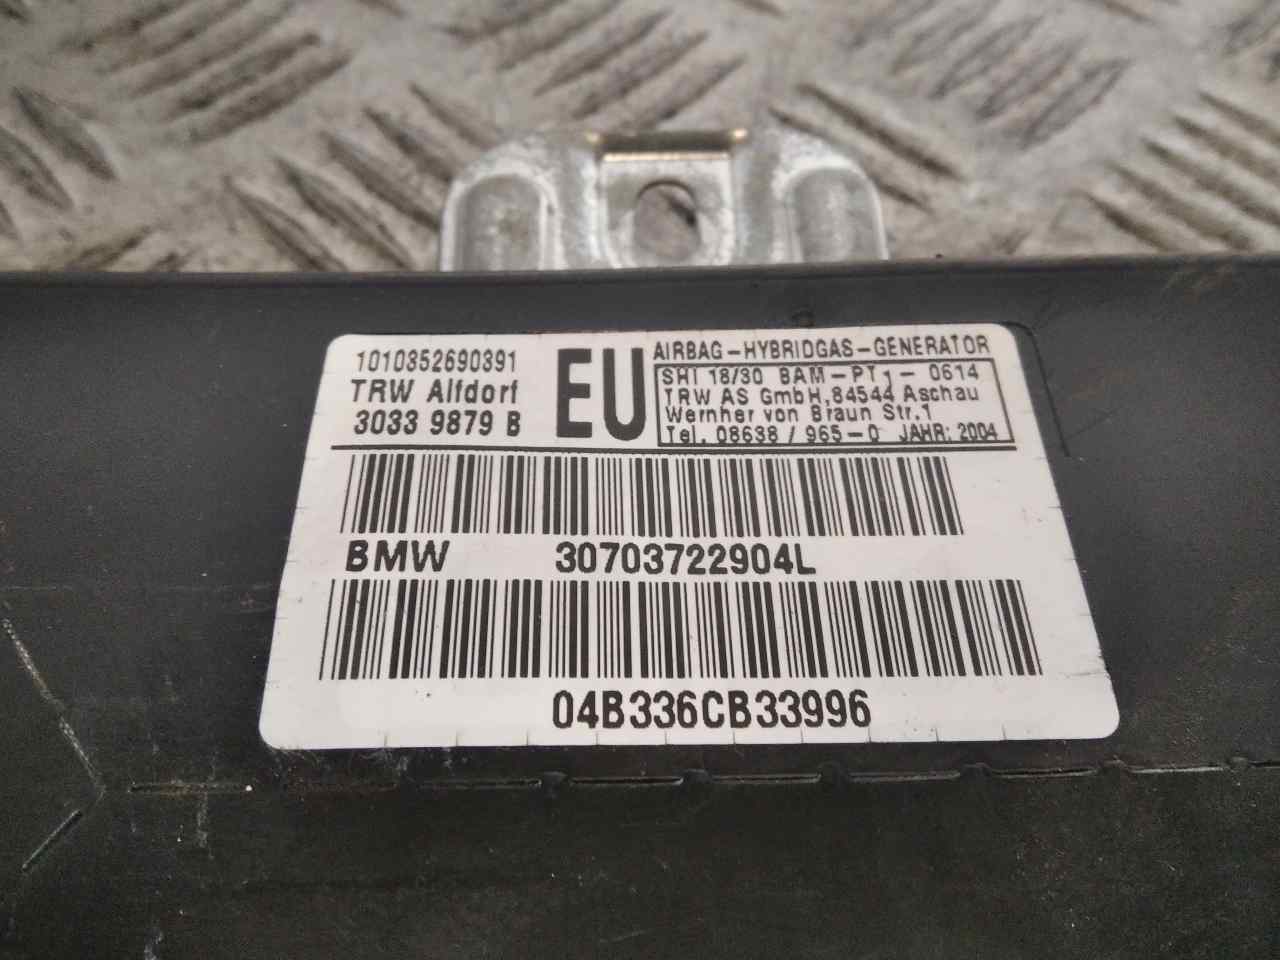 1010352690391
TRW Alfdorf
3033 9879 B
EU
AIRBAG-HYBRIDGAS-GENERATOR
SHI 18/30 BAM-PT1-0614
TRW AS GmbH, 84544 Aschau
Wernher von Braun Str.1
Tel. 08638 / 965-0 JAHR: 2004
BMW 30703722904L
04B336CB33996